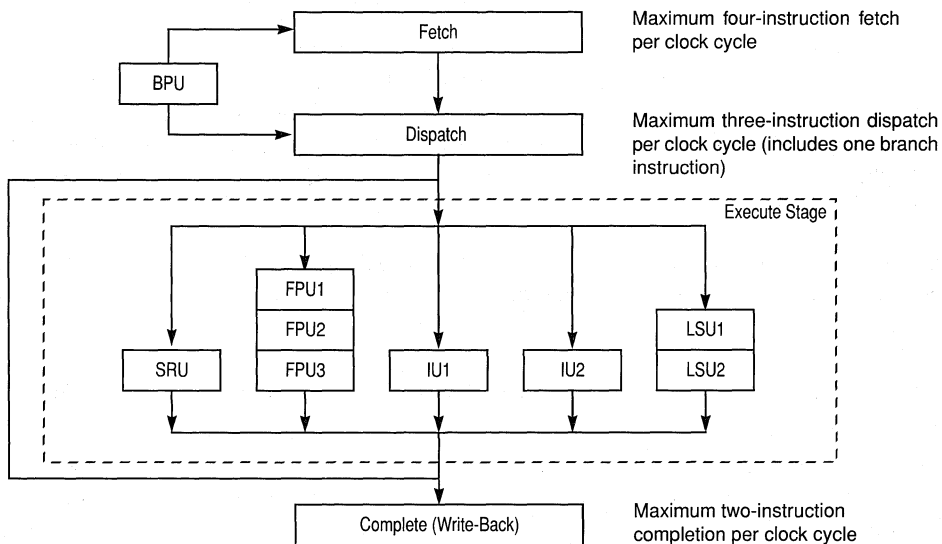 Fetch
Maximum four-instruction fetch
per clock cycle
BPU
Dispatch
Maximum three-instruction dispatch
per clock cycle (includes one branch
instruction)
Execute Stage
FPU1
FPU2
FPU3
SRU
IU1
IU2
LSU1
LSU2
Complete (Write-Back)
Maximum two-instruction
completion per clock cycle